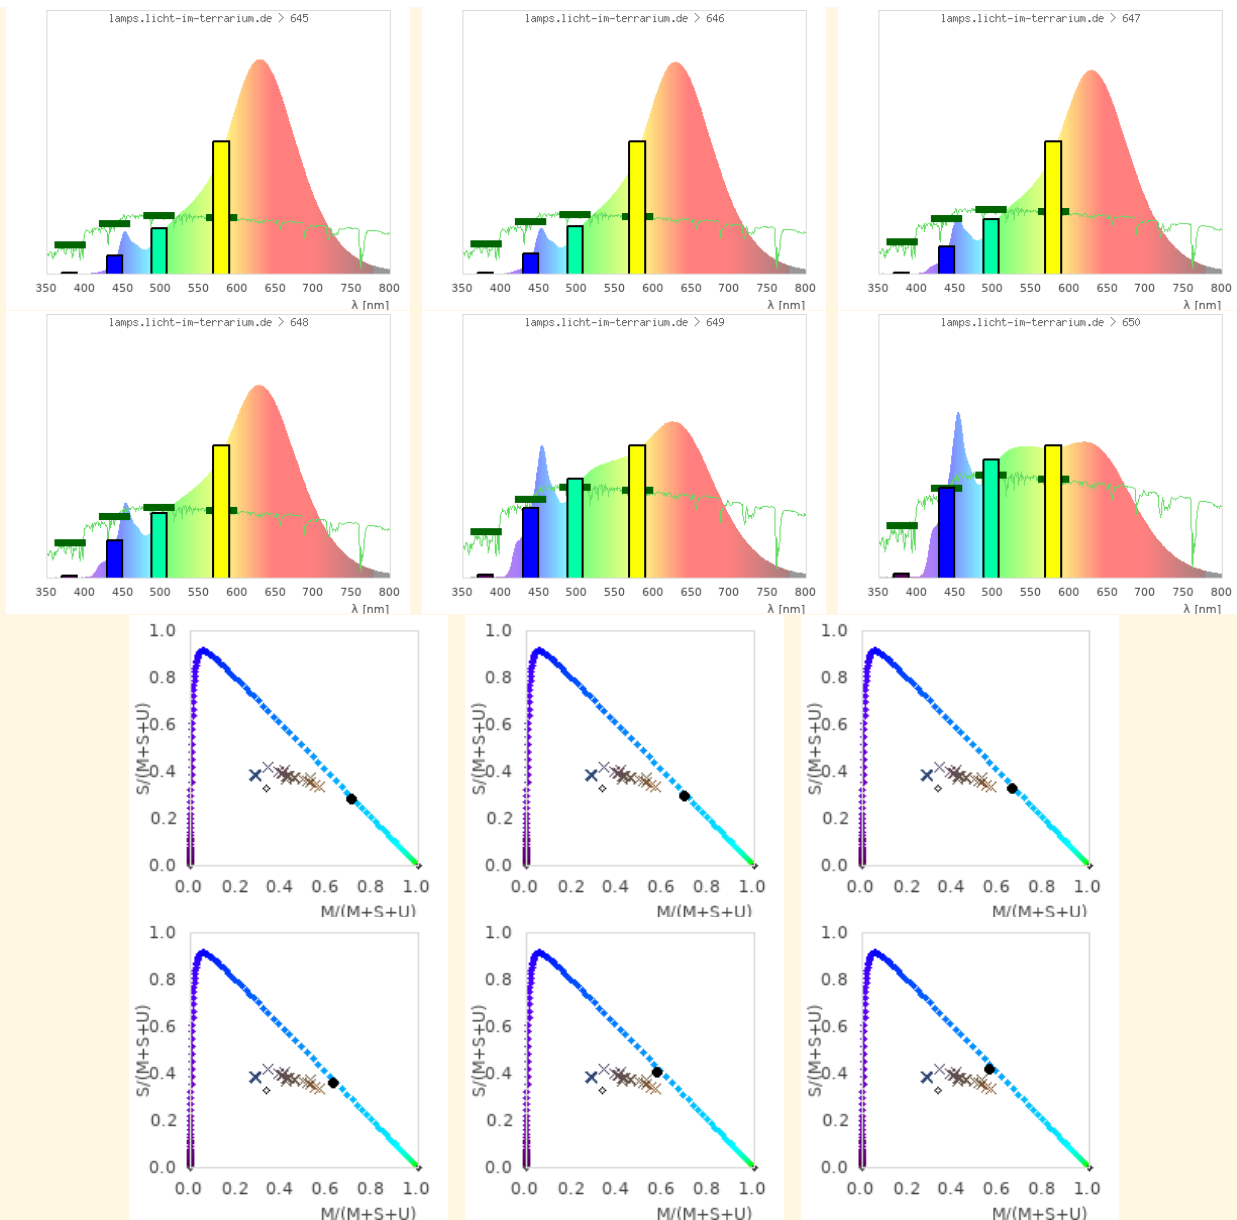 lamps.licht-im-terrarium.de > 645
350 400 450 500 550 600 650 700 750 800
λ [nm]
lamps.licht-im-terrarium.de > 646
350 400 450 500 550 600 650 700 750 800
λ [nm]
lamps.licht-im-terrarium.de > 647
350 400 450 500 550 600 650 700 750 800
λ [nm]
lamps.licht-im-terrarium.de > 648
350 400 450 500 550 600 650 700 750 800
λ [nm]
lamps.licht-im-terrarium.de > 649
350 400 450 500 550 600 650 700 750 800
λ [nm]
lamps.licht-im-terrarium.de > 650
350 400 450 500 550 600 650 700 750 800
λ [nm]
S/(M+S+U)
1.0
0.8
0.6
0.4
0.2
0.0
0.0 0.2 0.4 0.6 0.8 1.0
M/(M+S+U)
S/(M+S+U)
1.0
0.8
0.6
0.4
0.2
0.0
0.0 0.2 0.4 0.6 0.8 1.0
M/(M+S+U)
S/(M+S+U)
1.0
0.8
0.6
0.4
0.2
0.0
0.0 0.2 0.4 0.6 0.8 1.0
M/(M+S+U)
S/(M+S+U)
1.0
0.8
0.6
0.4
0.2
0.0
0.0 0.2 0.4 0.6 0.8 1.0
M/(M+S+U)
S/(M+S+U)
1.0
0.8
0.6
0.4
0.2
0.0
0.0 0.2 0.4 0.6 0.8 1.0
M/(M+S+U)
S/(M+S+U)
1.0
0.8
0.6
0.4
0.2
0.0
0.0 0.2 0.4 0.6 0.8 1.0
M/(M+S+U)